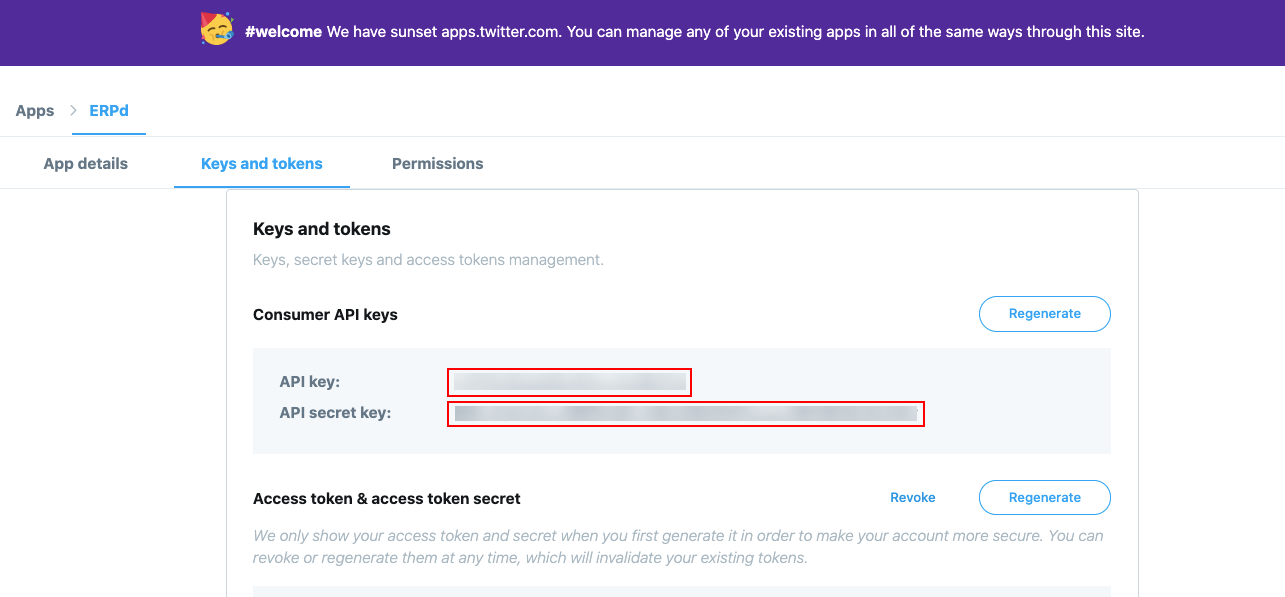 #welcome We have sunset apps.twitter.com. You can manage any of your existing apps in all of the same ways through this site.
Apps > ERPd
App details Keys and tokens Permissions
Keys and tokens
Keys, secret keys and access tokens management.
Consumer API keys Regenerate
API key:
API secret key:
Access token & access token secret Revoke Regenerate
We only show your access token and secret when you first generate it in order to make your account more secure. You can
revoke or regenerate them at any time, which will invalidate your existing tokens.